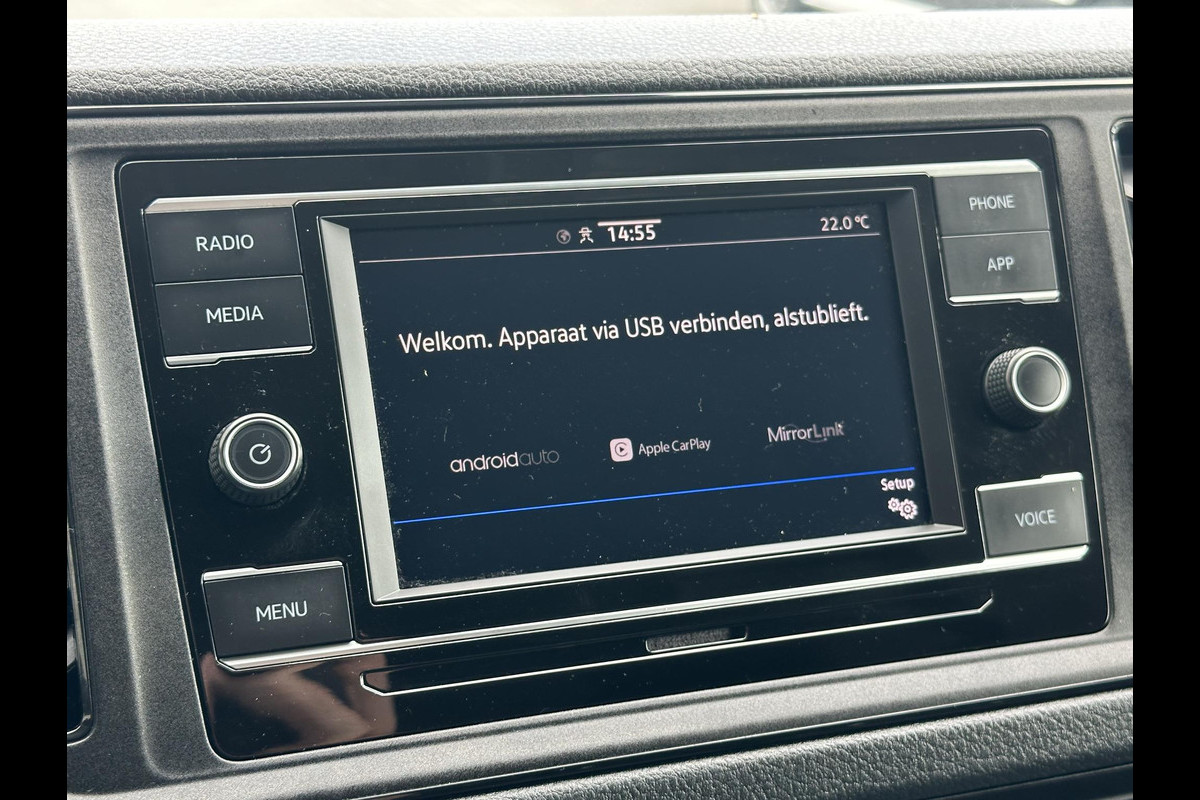 14:55
22.0°C
PHONE
RADIO
APP
MEDIA
Welkom. Apparaat via USB verbinden, alstublieft.
androidauto
Apple CarPlay
MirrorLink
Setup
VOICE
MENU